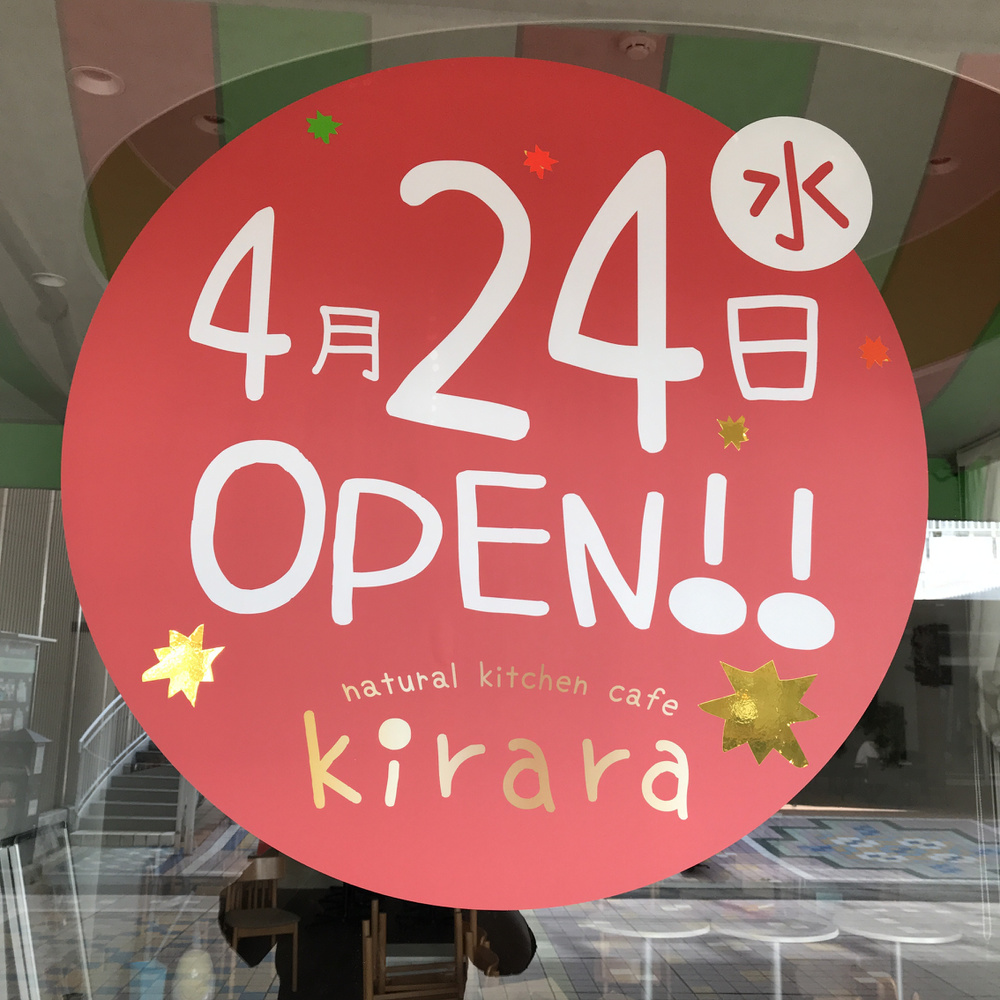 4月24日水
OPEN!!
natural kitchen cafe
kirara